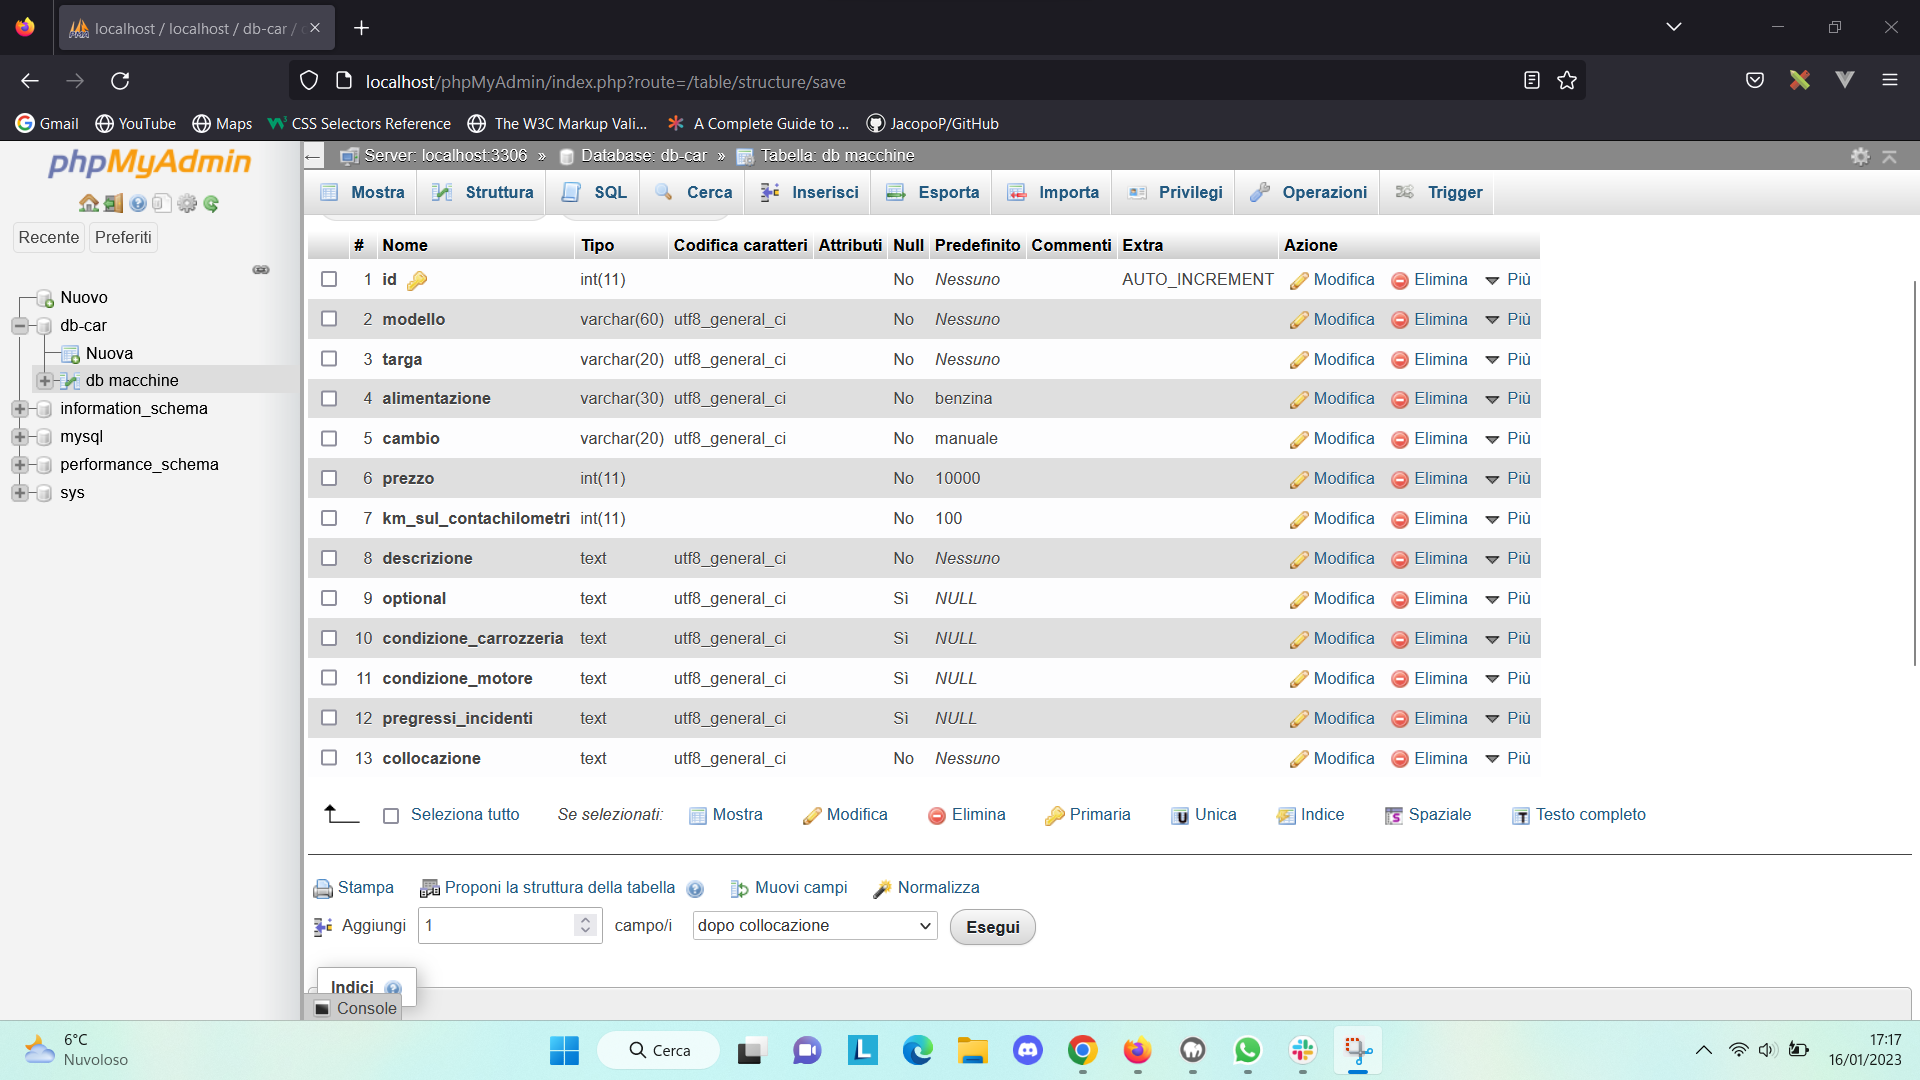 localhost / localhost / db-car /
localhost/phpMyAdmin/index.php?route=/table/structure/save
Gmail YouTube Maps CSS Selectors Reference The W3C Markup Vali... A Complete Guide to ... JacopoP/GitHub
phpMyAdmin
Recente Preferiti
Nuovo
db-car
Nuova
db macchine
information_schema
mysql
performance_schema
sys
Server: localhost:3306 » Database: db-car » Tabella: db macchine
Mostra Struttura SQL Cerca Inserisci Esporta Importa Privilegi Operazioni Trigger
# Nome Tipo Codifica caratteri Attributi Null Predefinito Commenti Extra Azione
1 id int(11) No Nessuno AUTO_INCREMENT Modifica Elimina Più
2 modello varchar(60) utf8_general_ci No Nessuno Modifica Elimina Più
3 targa varchar(20) utf8_general_ci No Nessuno Modifica Elimina Più
4 alimentazione varchar(30) utf8_general_ci No benzina Modifica Elimina Più
5 cambio varchar(20) utf8_general_ci No manuale Modifica Elimina Più
6 prezzo int(11) No 10000 Modifica Elimina Più
7 km_sul_contachilometri int(11) No 100 Modifica Elimina Più
8 descrizione text utf8_general_ci No Nessuno Modifica Elimina Più
9 optional text utf8_general_ci Sì NULL Modifica Elimina Più
10 condizione_carrozzeria text utf8_general_ci Sì NULL Modifica Elimina Più
11 condizione_motore text utf8_general_ci Sì NULL Modifica Elimina Più
12 pregressi_incidenti text utf8_general_ci Sì NULL Modifica Elimina Più
13 collocazione text utf8_general_ci No Nessuno Modifica Elimina Più
Seleziona tutto Se selezionati: Mostra Modifica Elimina Primaria Unica Indice Spaziale Testo completo
Stampa Proponi la struttura della tabella Muovi campi Normalizza
Aggiungi 1 campo/i dopo collocazione Esegui
Indici
Console
6°C
Nuvoloso
Cerca
17:17
16/01/2023